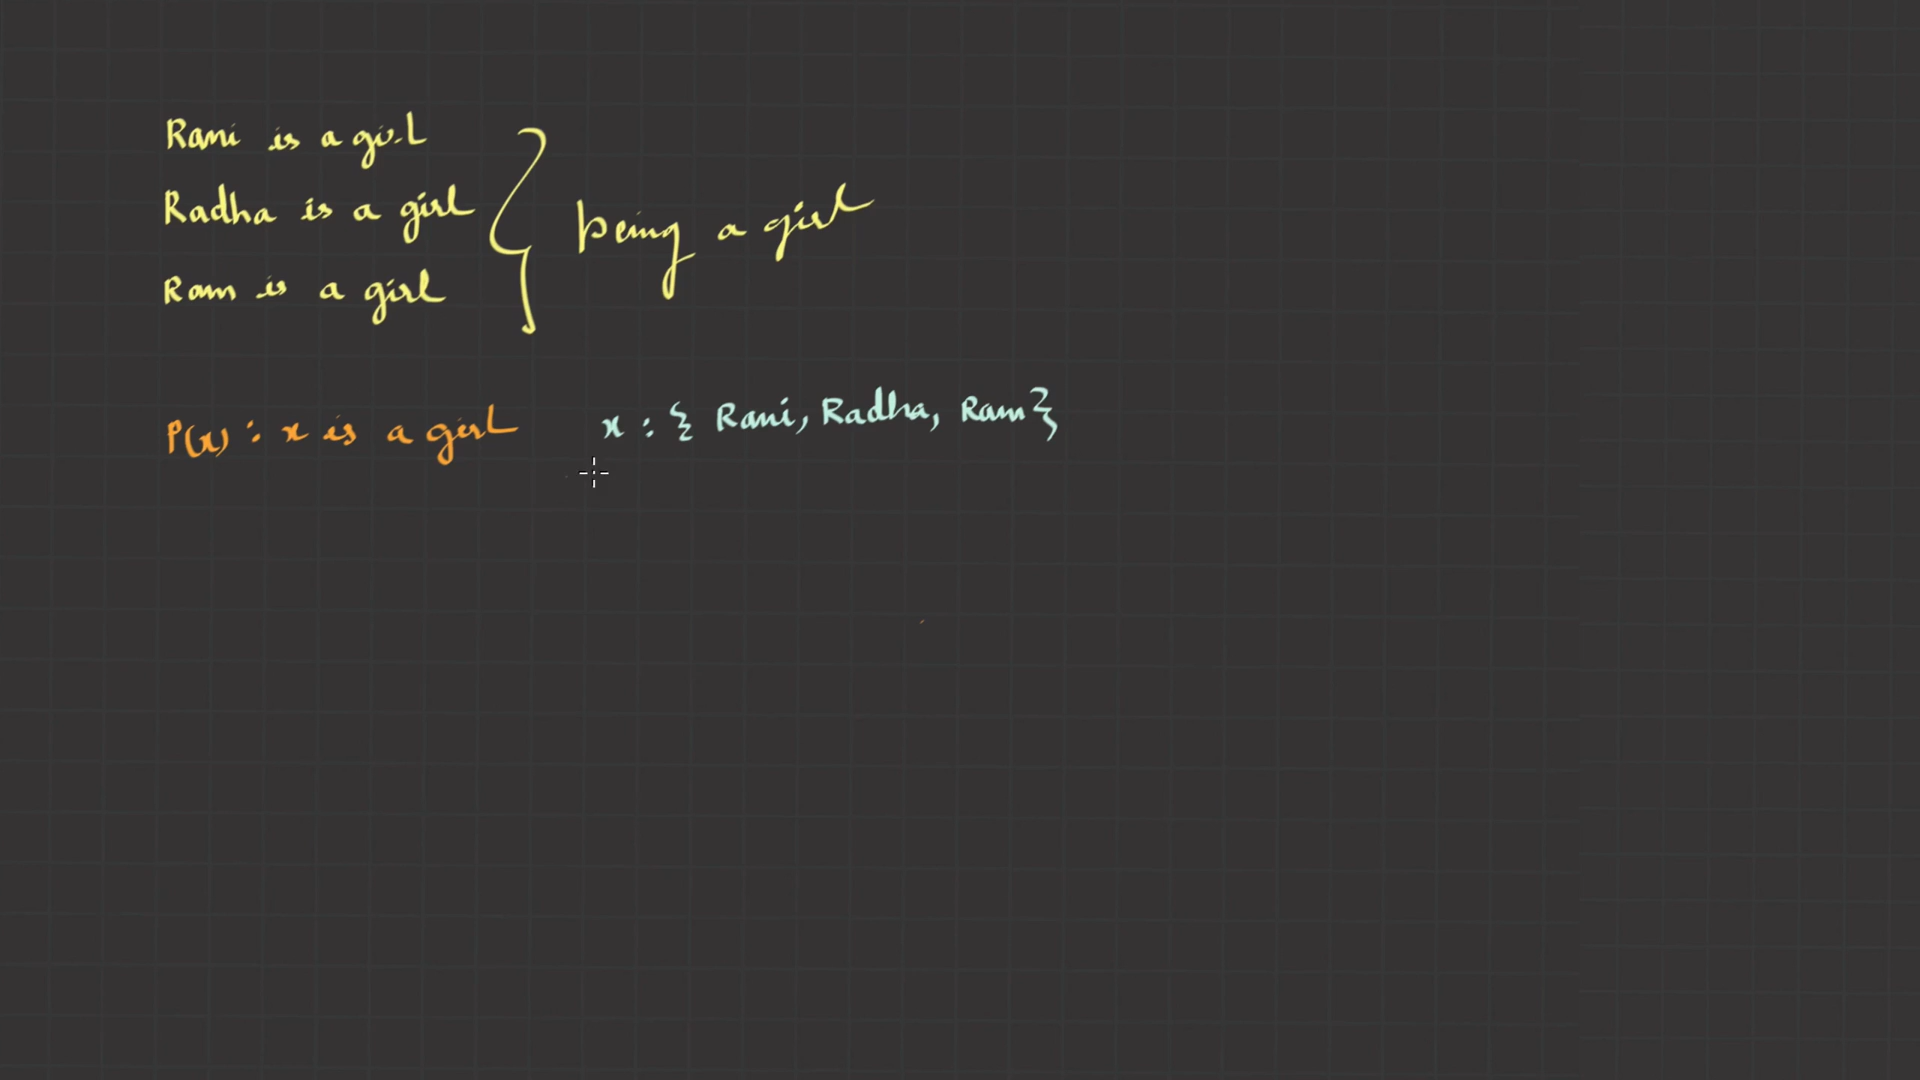 Rani is a girl
Radha is a girl
Ram is a girl
being a girl
P(x) : x is a girl
x : { Rani, Radha, Ram }